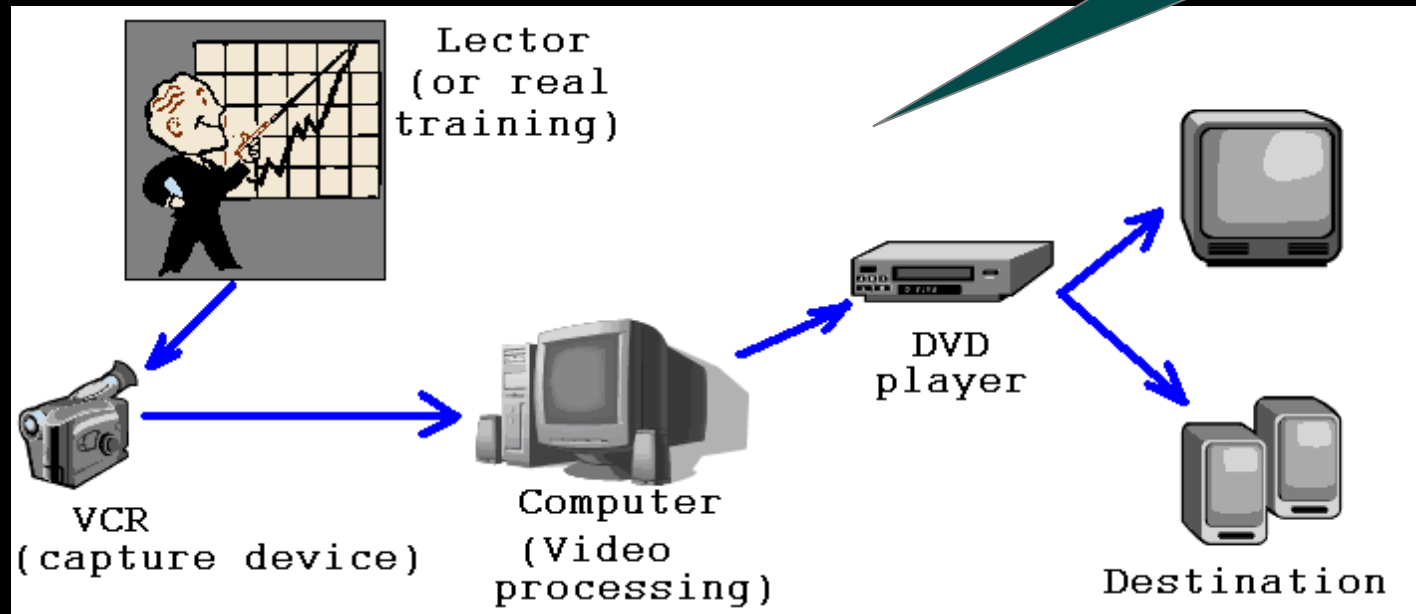 Lector
(or real
training)
DVD
player
VCR
(capture device)
Computer
(Video
processing)
Destination